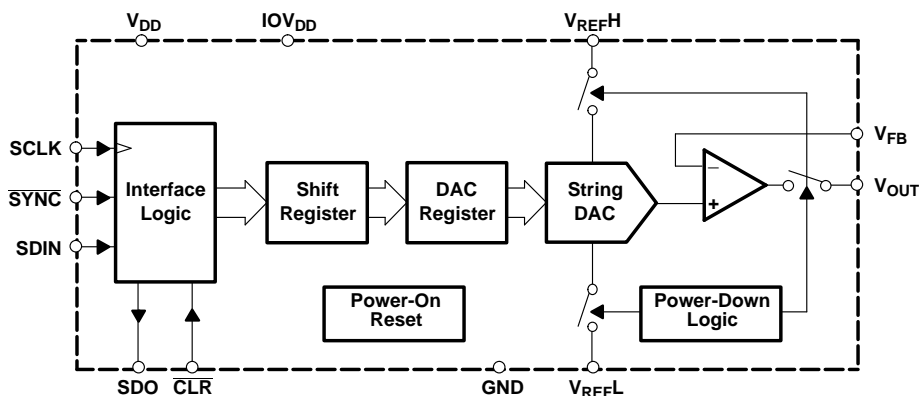 VDD
IOVDD
VREFH
SCLK
SYNC
SDIN
Interface
Logic
Shift
Register
DAC
Register
String
DAC
–
+
VFB
VOUT
Power-On
Reset
Power-Down
Logic
SDO
CLR
GND
VREFL